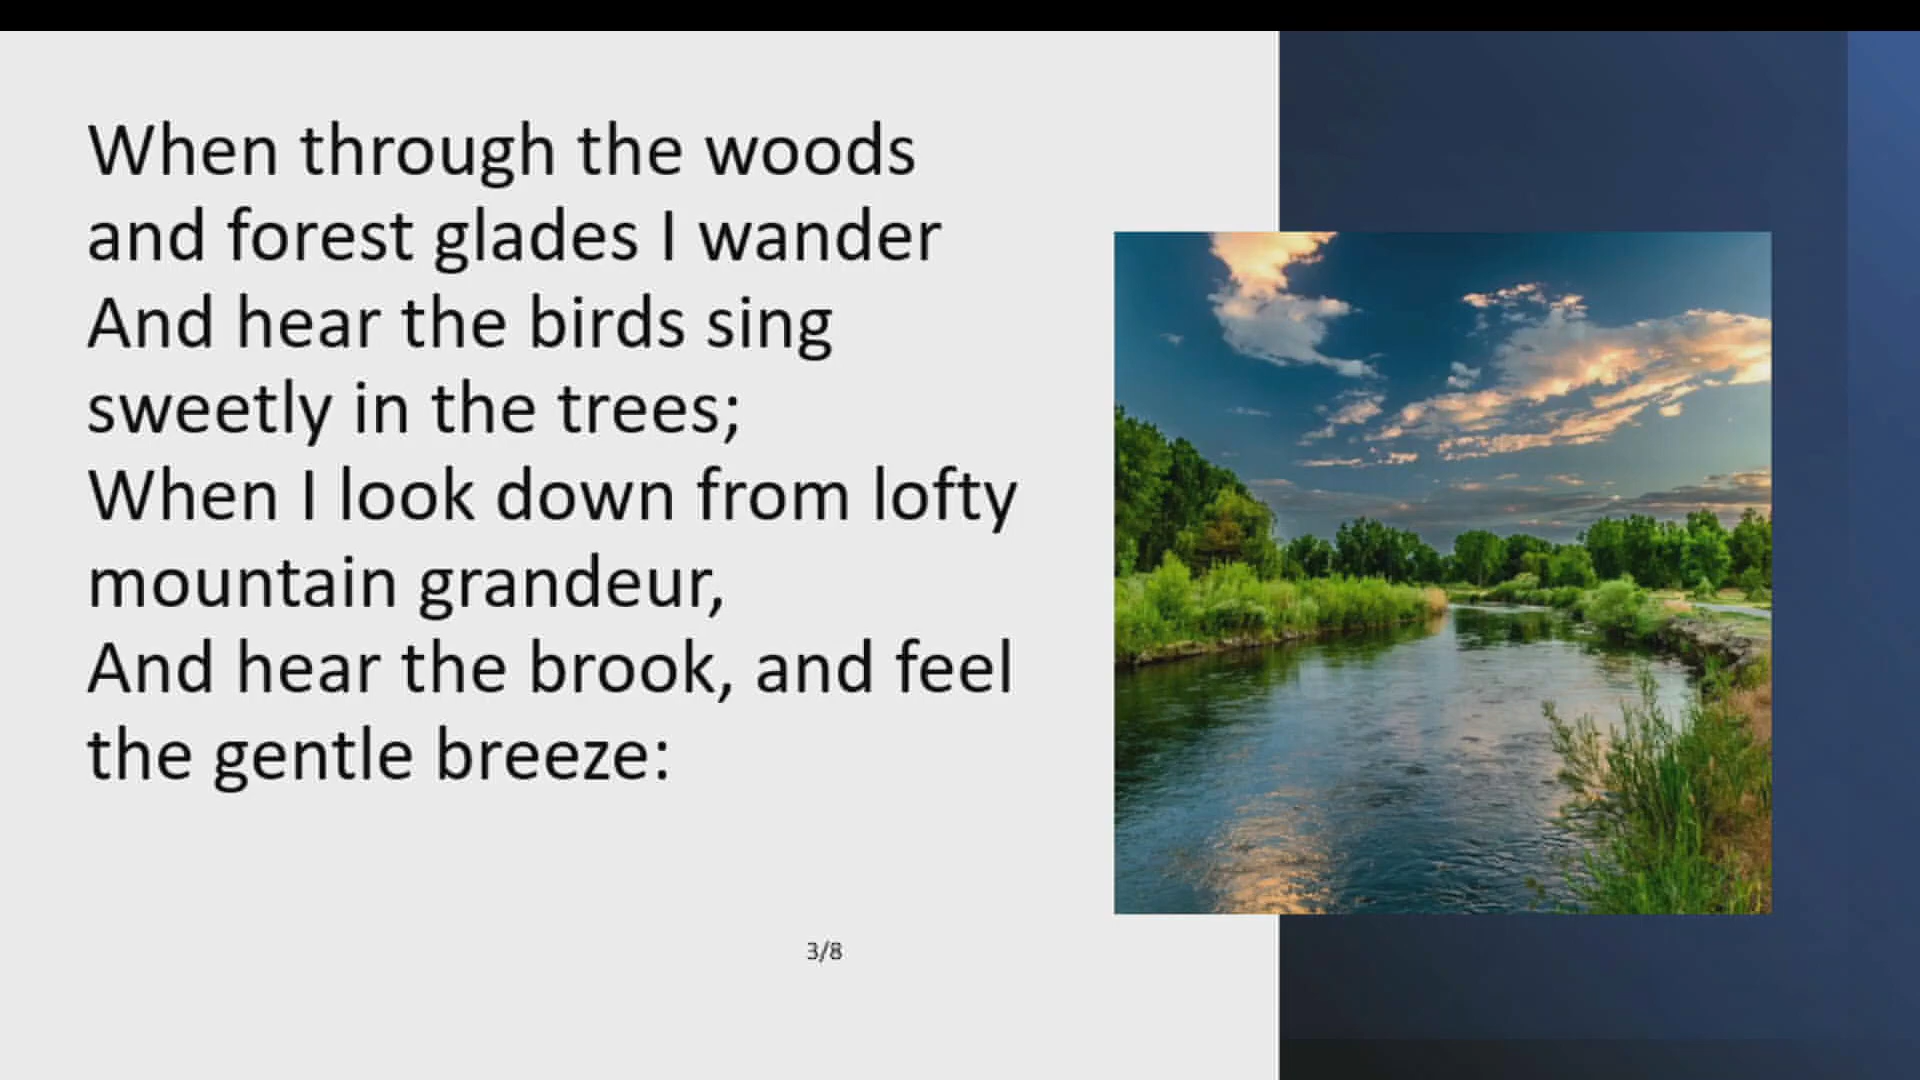 When through the woods
and forest glades I wander
And hear the birds sing
sweetly in the trees;
When I look down from lofty
mountain grandeur,
And hear the brook, and feel
the gentle breeze:
3/8